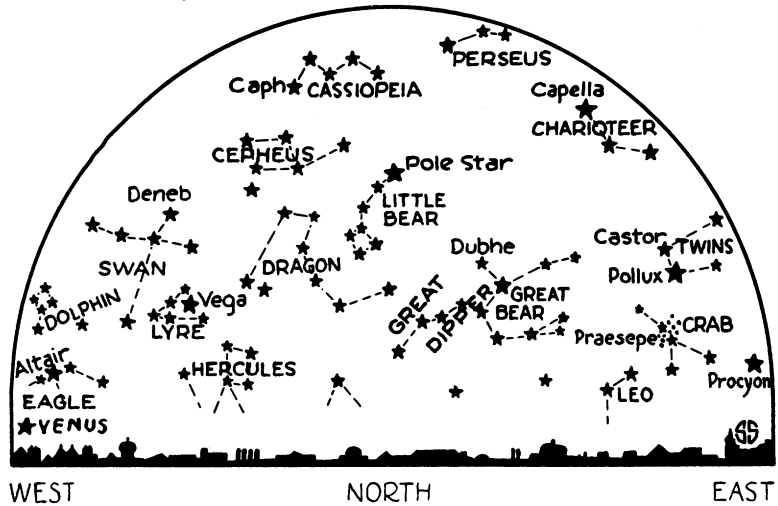 PERSEUS
Caph CASSIOPEIA
Capella
CHARIOTEER
CEPHEUS
Pole Star
LITTLE
BEAR
Deneb
SWAN
DRAGON
Dubhe
Castor
TWINS
Pollux
GREAT
DIPPER
GREAT
BEAR
DOLPHIN
Vega
LYRE
CRAB
Praesepe
Altair
HERCULES
EAGLE
LEO
Procyon
VENUS
SS
WEST NORTH EAST